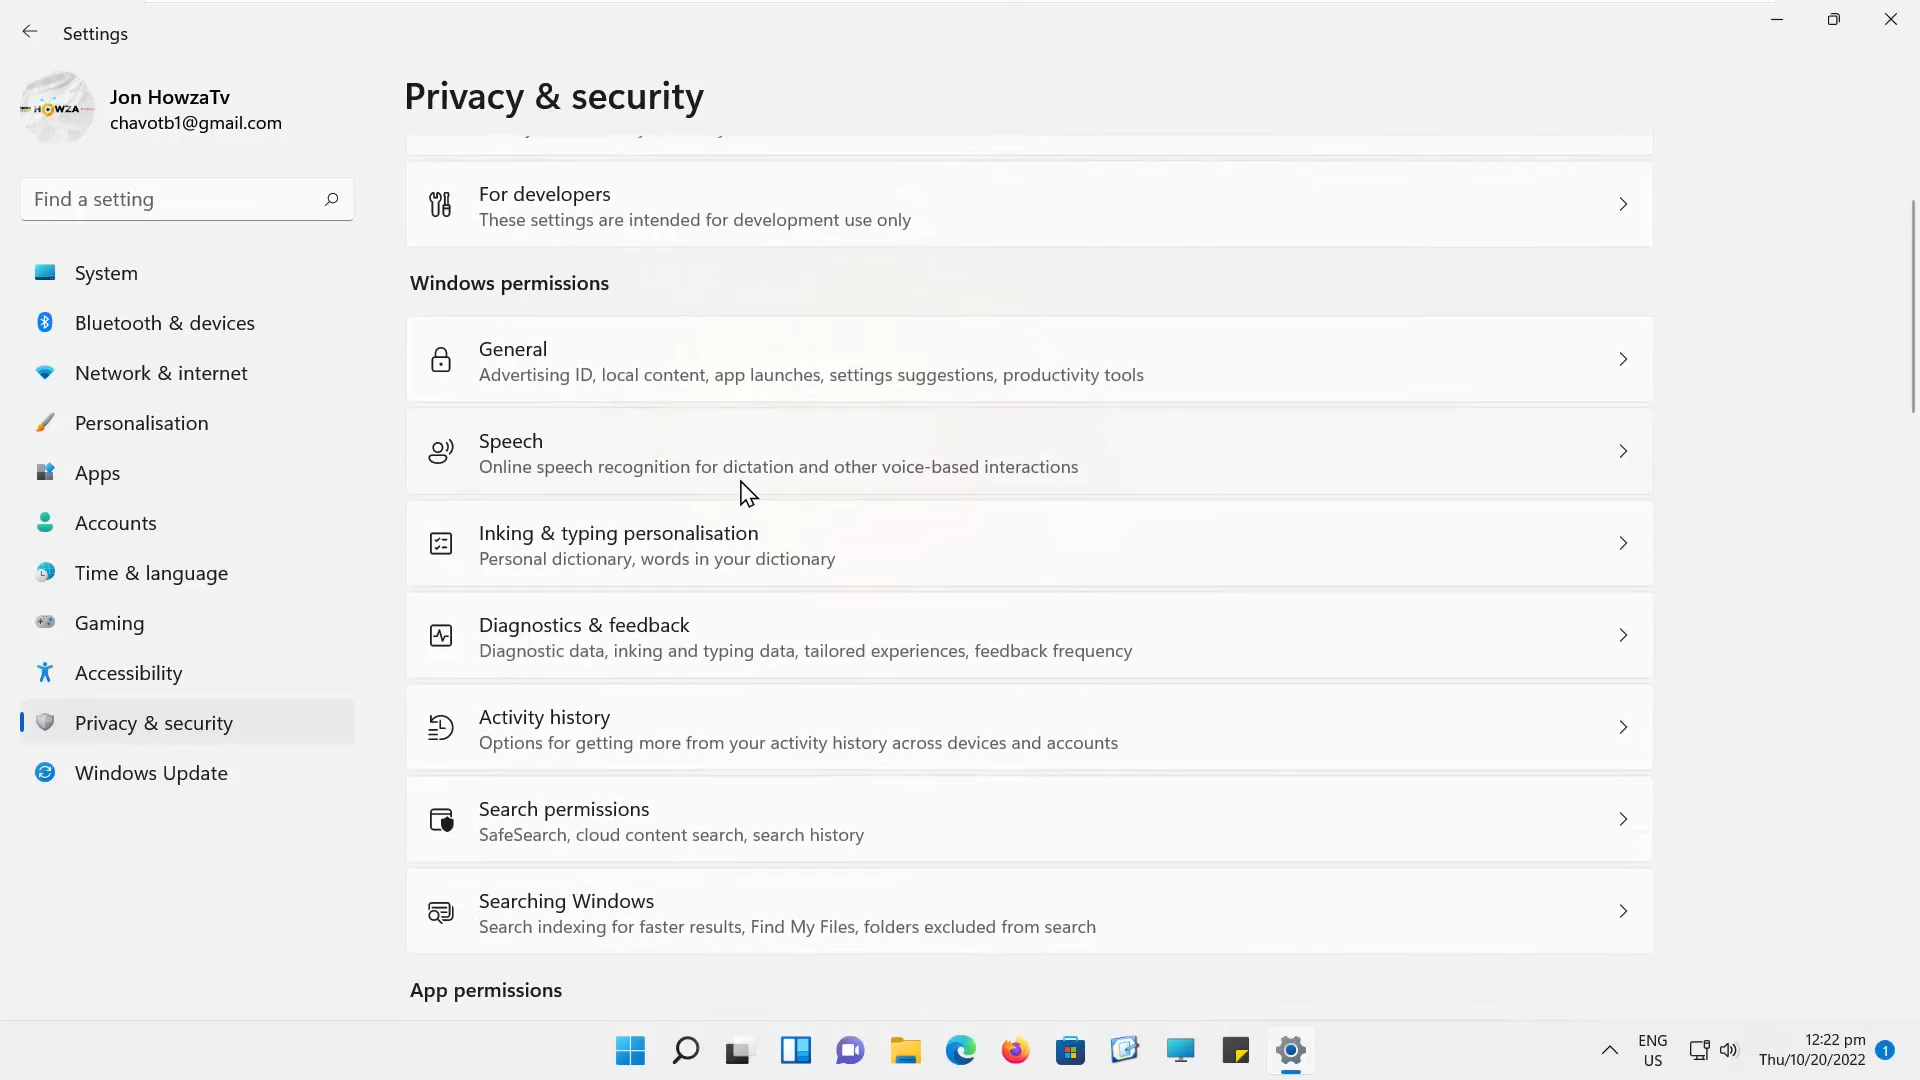 Settings
Jon HowzaTv
chavotb1@gmail.com
HOWZA
Find a setting
System
Bluetooth & devices
Network & internet
Personalisation
Apps
Accounts
Time & language
Gaming
Accessibility
Privacy & security
Windows Update
Privacy & security
For developers
These settings are intended for development use only
Windows permissions
General
Advertising ID, local content, app launches, settings suggestions, productivity tools
Speech
Online speech recognition for dictation and other voice-based interactions
Inking & typing personalisation
Personal dictionary, words in your dictionary
Diagnostics & feedback
Diagnostic data, inking and typing data, tailored experiences, feedback frequency
Activity history
Options for getting more from your activity history across devices and accounts
Search permissions
SafeSearch, cloud content search, search history
Searching Windows
Search indexing for faster results, Find My Files, folders excluded from search
App permissions
ENG
US
12:22 pm
Thu/10/20/2022
1